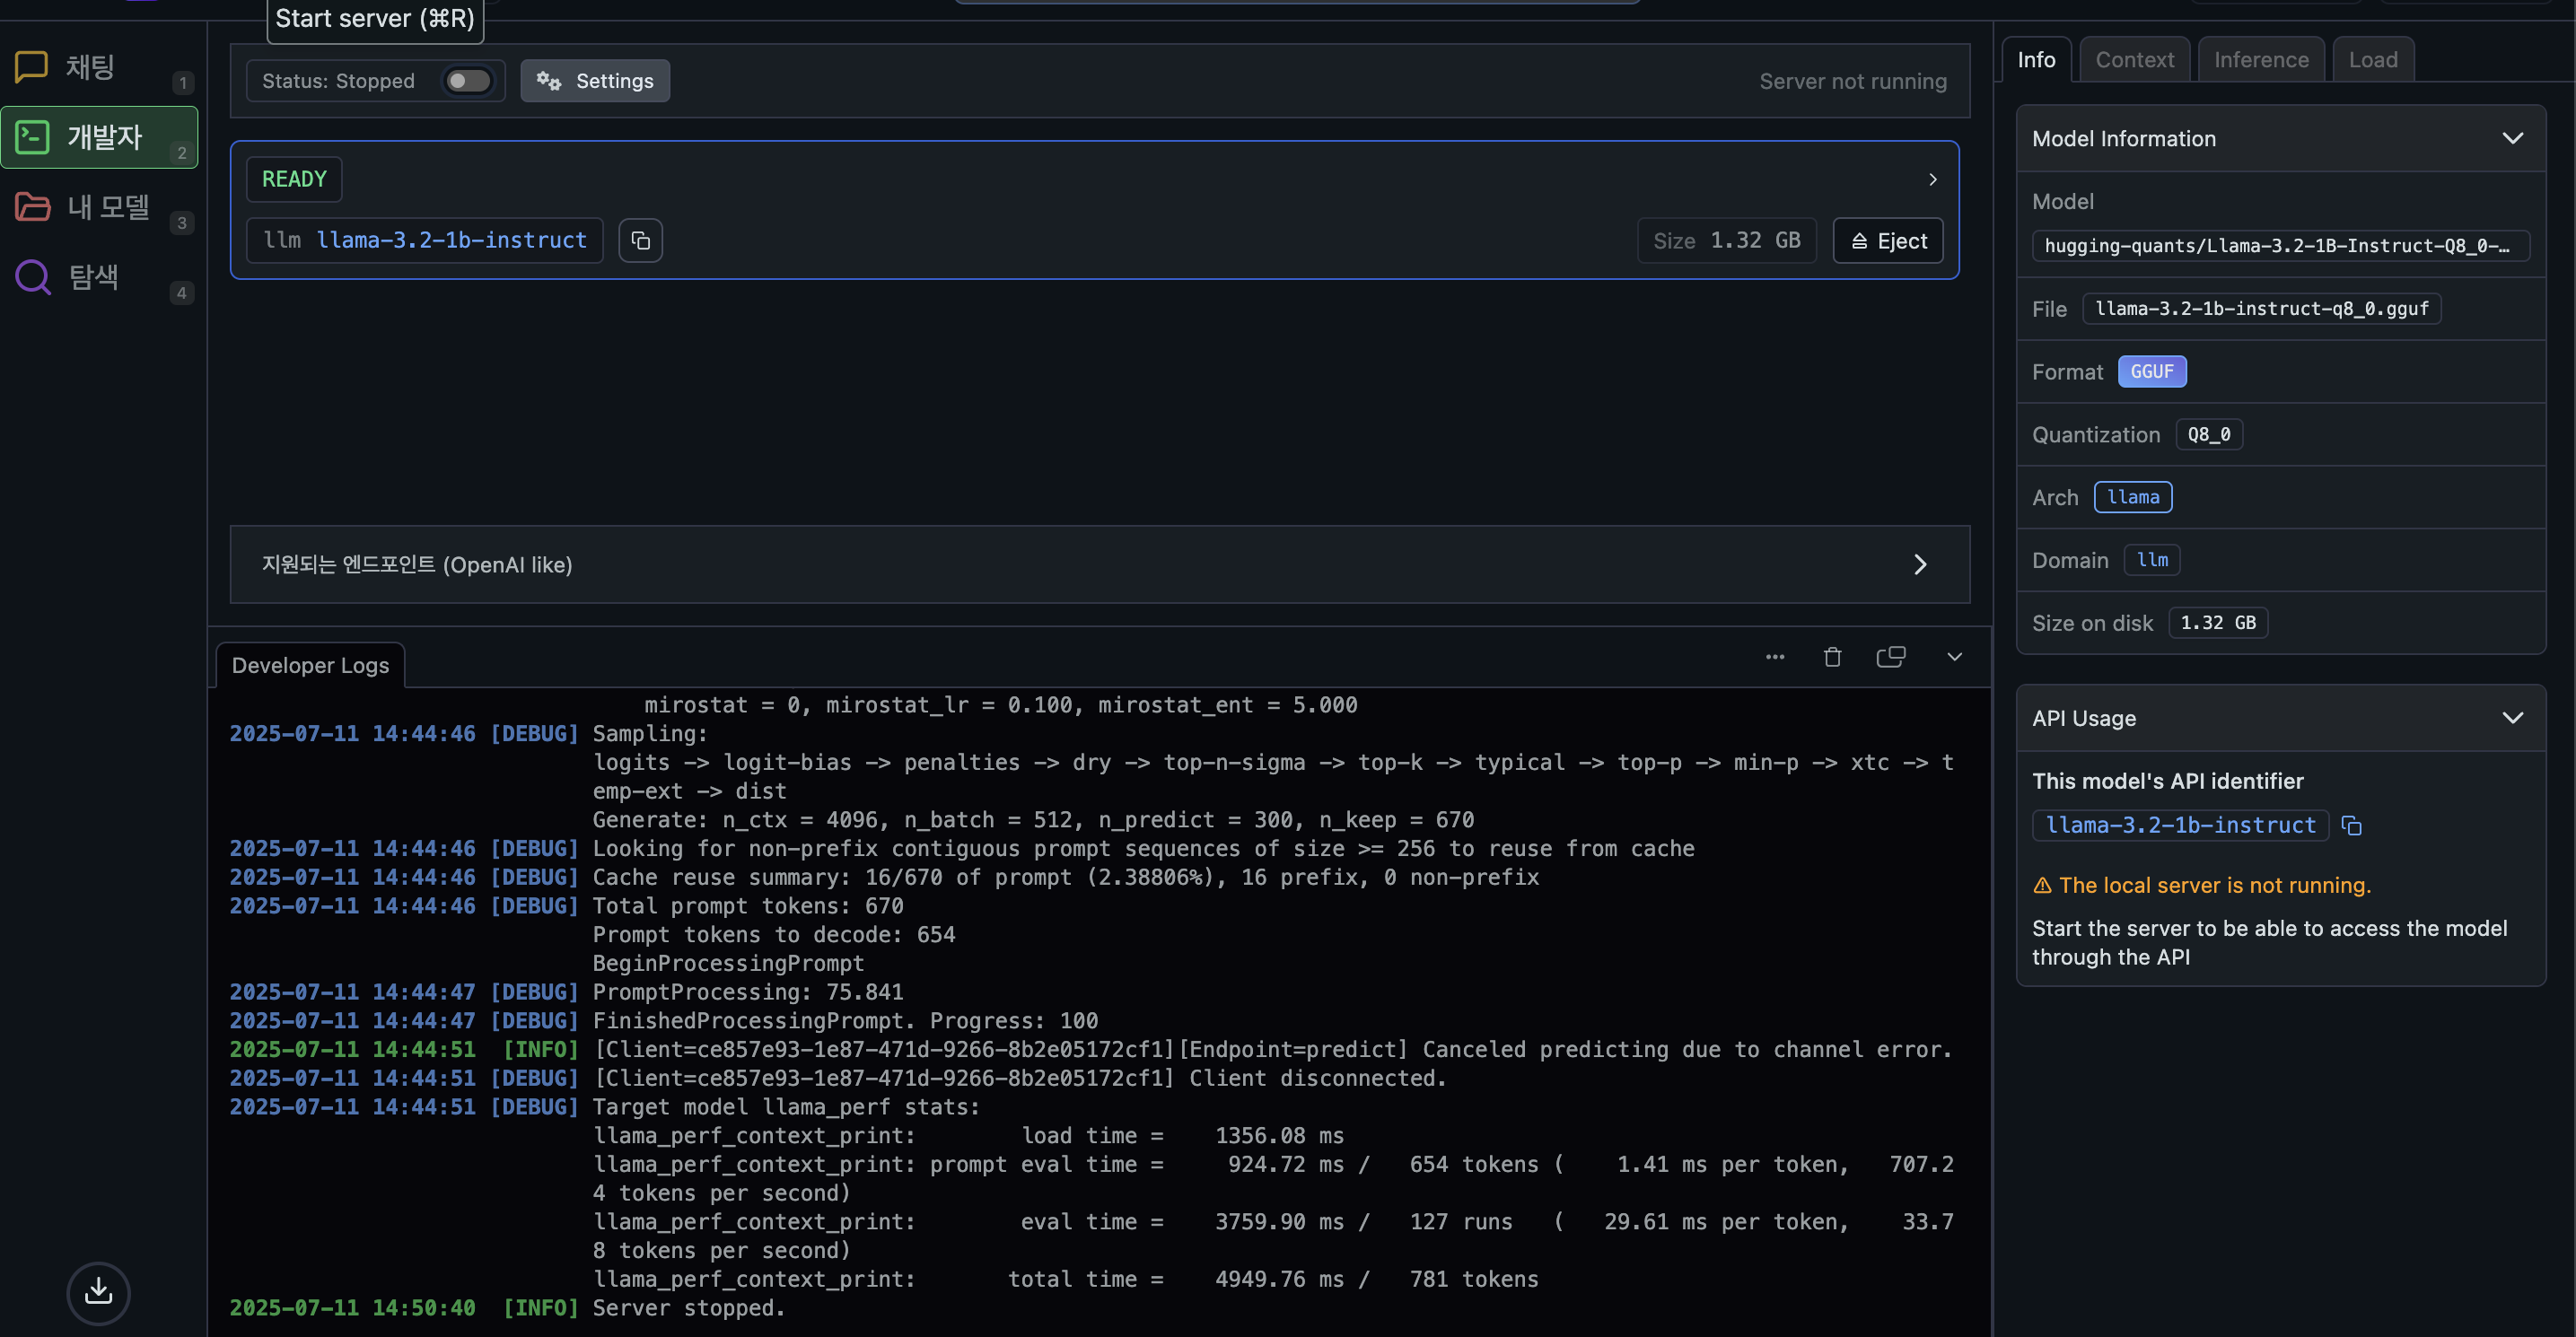 Start server (⌘R)
채팅 1
개발자 2
내 모델 3
탐색 4
Status: Stopped
Settings
Server not running
READY
llm llama-3.2-1b-instruct
Size 1.32 GB
Eject
지원되는 엔드포인트 (OpenAI like)
Developer Logs
mirostat = 0, mirostat_lr = 0.100, mirostat_ent = 5.000
2025-07-11 14:44:46 [DEBUG] Sampling:
logits -> logit-bias -> penalties -> dry -> top-n-sigma -> top-k -> typical -> top-p -> min-p -> xtc -> t
emp-ext -> dist
Generate: n_ctx = 4096, n_batch = 512, n_predict = 300, n_keep = 670
2025-07-11 14:44:46 [DEBUG] Looking for non-prefix contiguous prompt sequences of size >= 256 to reuse from cache
2025-07-11 14:44:46 [DEBUG] Cache reuse summary: 16/670 of prompt (2.38806%), 16 prefix, 0 non-prefix
2025-07-11 14:44:46 [DEBUG] Total prompt tokens: 670
Prompt tokens to decode: 654
BeginProcessingPrompt
2025-07-11 14:44:47 [DEBUG] PromptProcessing: 75.841
2025-07-11 14:44:47 [DEBUG] FinishedProcessingPrompt. Progress: 100
2025-07-11 14:44:51 [INFO] [Client=ce857e93-1e87-471d-9266-8b2e05172cf1][Endpoint=predict] Canceled predicting due to channel error.
2025-07-11 14:44:51 [DEBUG] [Client=ce857e93-1e87-471d-9266-8b2e05172cf1] Client disconnected.
2025-07-11 14:44:51 [DEBUG] Target model llama_perf stats:
llama_perf_context_print: load time = 1356.08 ms
llama_perf_context_print: prompt eval time = 924.72 ms / 654 tokens ( 1.41 ms per token, 707.2
4 tokens per second)
llama_perf_context_print: eval time = 3759.90 ms / 127 runs ( 29.61 ms per token, 33.7
8 tokens per second)
llama_perf_context_print: total time = 4949.76 ms / 781 tokens
2025-07-11 14:50:40 [INFO] Server stopped.
Info Context Inference Load
Model Information
Model
hugging-quants/Llama-3.2-1B-Instruct-Q8_0-…
File llama-3.2-1b-instruct-q8_0.gguf
Format GGUF
Quantization Q8_0
Arch llama
Domain llm
Size on disk 1.32 GB
API Usage
This model's API identifier
llama-3.2-1b-instruct
The local server is not running.
Start the server to be able to access the model
through the API